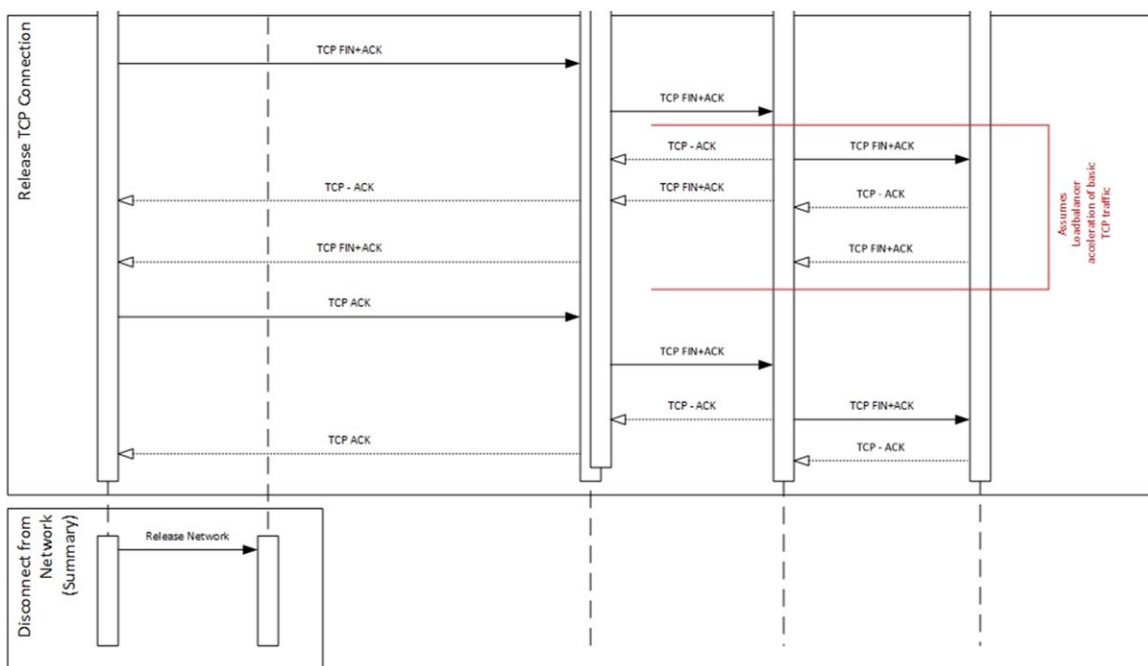 Release TCP Connection
TCP FIN+ACK
TCP FIN+ACK
TCP - ACK
TCP FIN+ACK
TCP - ACK
TCP FIN+ACK
TCP - ACK
TCP FIN+ACK
TCP FIN+ACK
Assumes
Loadbalancer
acceleration of basic
TCP traffic
TCP ACK
TCP FIN+ACK
TCP - ACK
TCP FIN+ACK
TCP ACK
TCP - ACK
Disconnect from
Network
(Summary)
Release Network